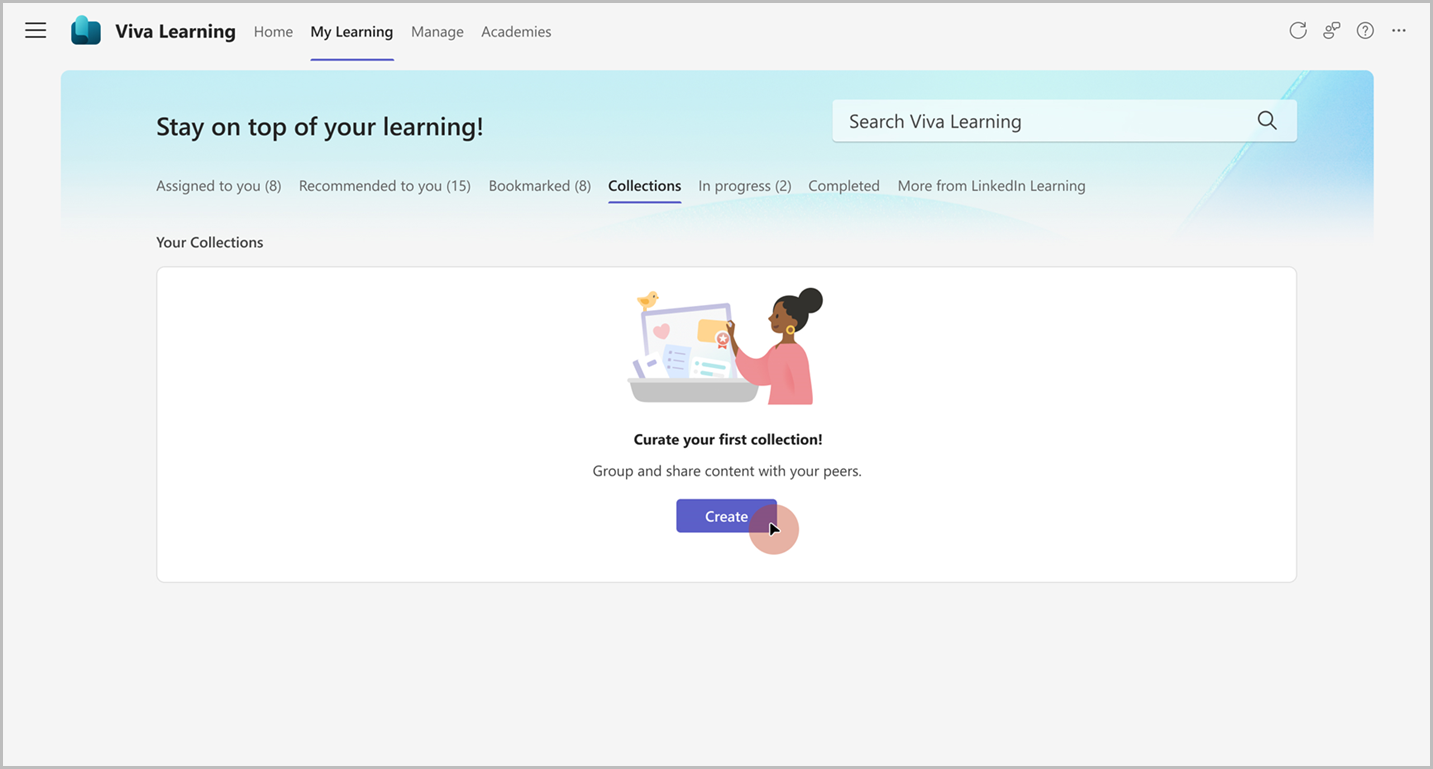 Viva Learning Home My Learning Manage Academies
Stay on top of your learning!
Search Viva Learning
Assigned to you (8) Recommended to you (15) Bookmarked (8) Collections In progress (2) Completed More from LinkedIn Learning
Your Collections
Curate your first collection!
Group and share content with your peers.
Create